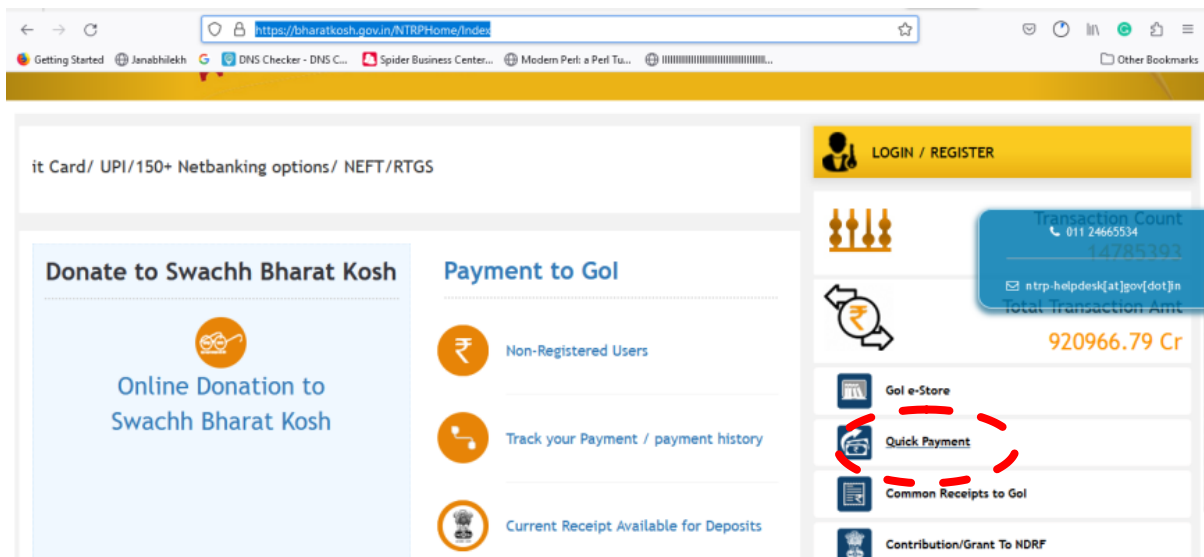 https://bharatkosh.gov.in/NTRPHome/Index
Getting Started Janabhilekh DNS Checker - DNS C... Spider Business Center... Modern Perl: a Perl Tu... Other Bookmarks
it Card/ UPI/150+ Netbanking options/ NEFT/RTGS
Donate to Swachh Bharat Kosh
Online Donation to
Swachh Bharat Kosh
Payment to GoI
Non-Registered Users
Track your Payment / payment history
Current Receipt Available for Deposits
LOGIN / REGISTER
Transaction Count
011 24665534
14785393
ntrp-helpdesk[at]gov[dot]in
Total Transaction Amt
920966.79 Cr
GoI e-Store
Quick Payment
Common Receipts to GoI
Contribution/Grant To NDRF